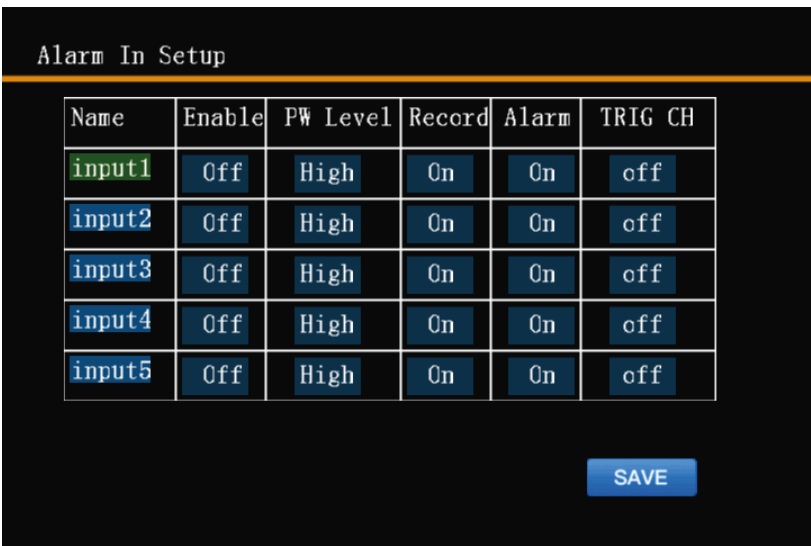 Alarm In Setup
Name Enable PW Level Record Alarm TRIG CH
input1 Off High On On off
input2 Off High On On off
input3 Off High On On off
input4 Off High On On off
input5 Off High On On off
SAVE